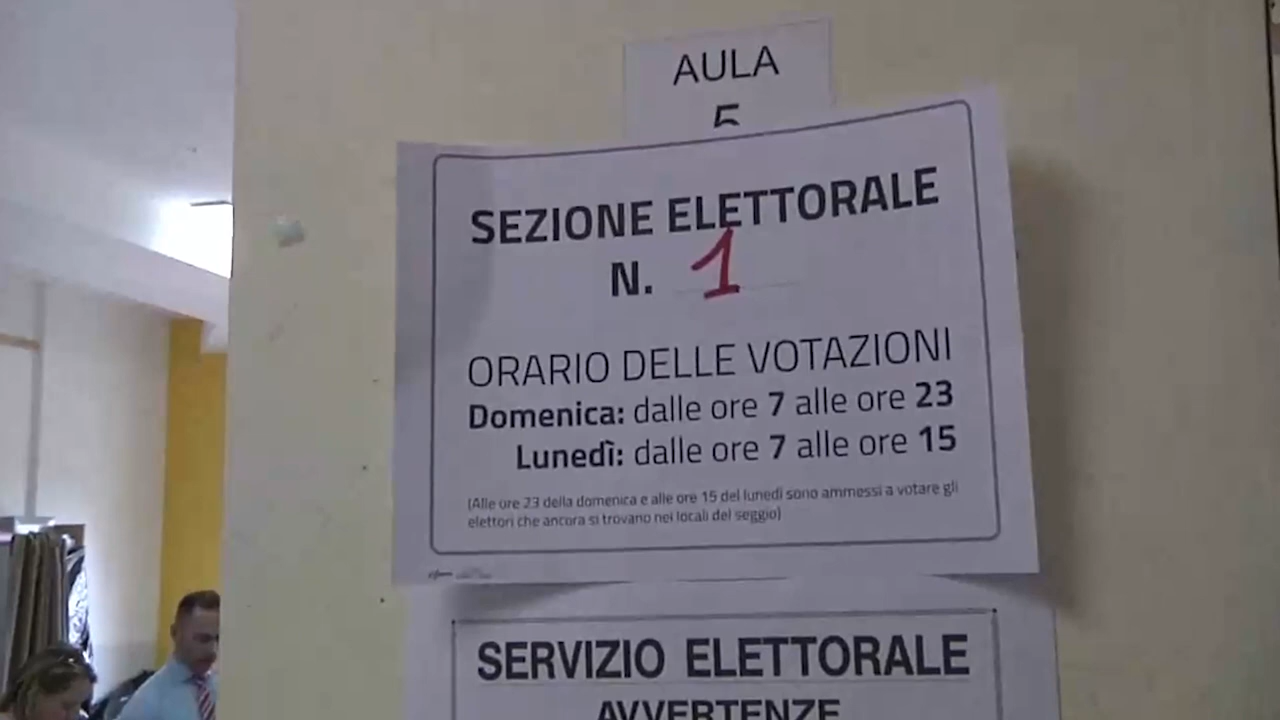 AULA
5
SEZIONE ELETTORALE
N. 1
ORARIO DELLE VOTAZIONI
Domenica: dalle ore 7 alle ore 23
Lunedì: dalle ore 7 alle ore 15
(Alle ore 23 della domenica e alle ore 15 del lunedì sono ammessi a votare gli
elettori che ancora si trovano nei locali del seggio)
SERVIZIO ELETTORALE
AVVERTENZE